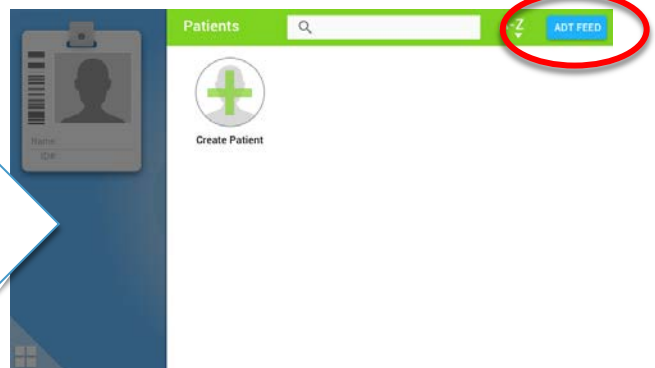 Patients
-Z
ADT FEED
Create Patient
Name:
ID#: